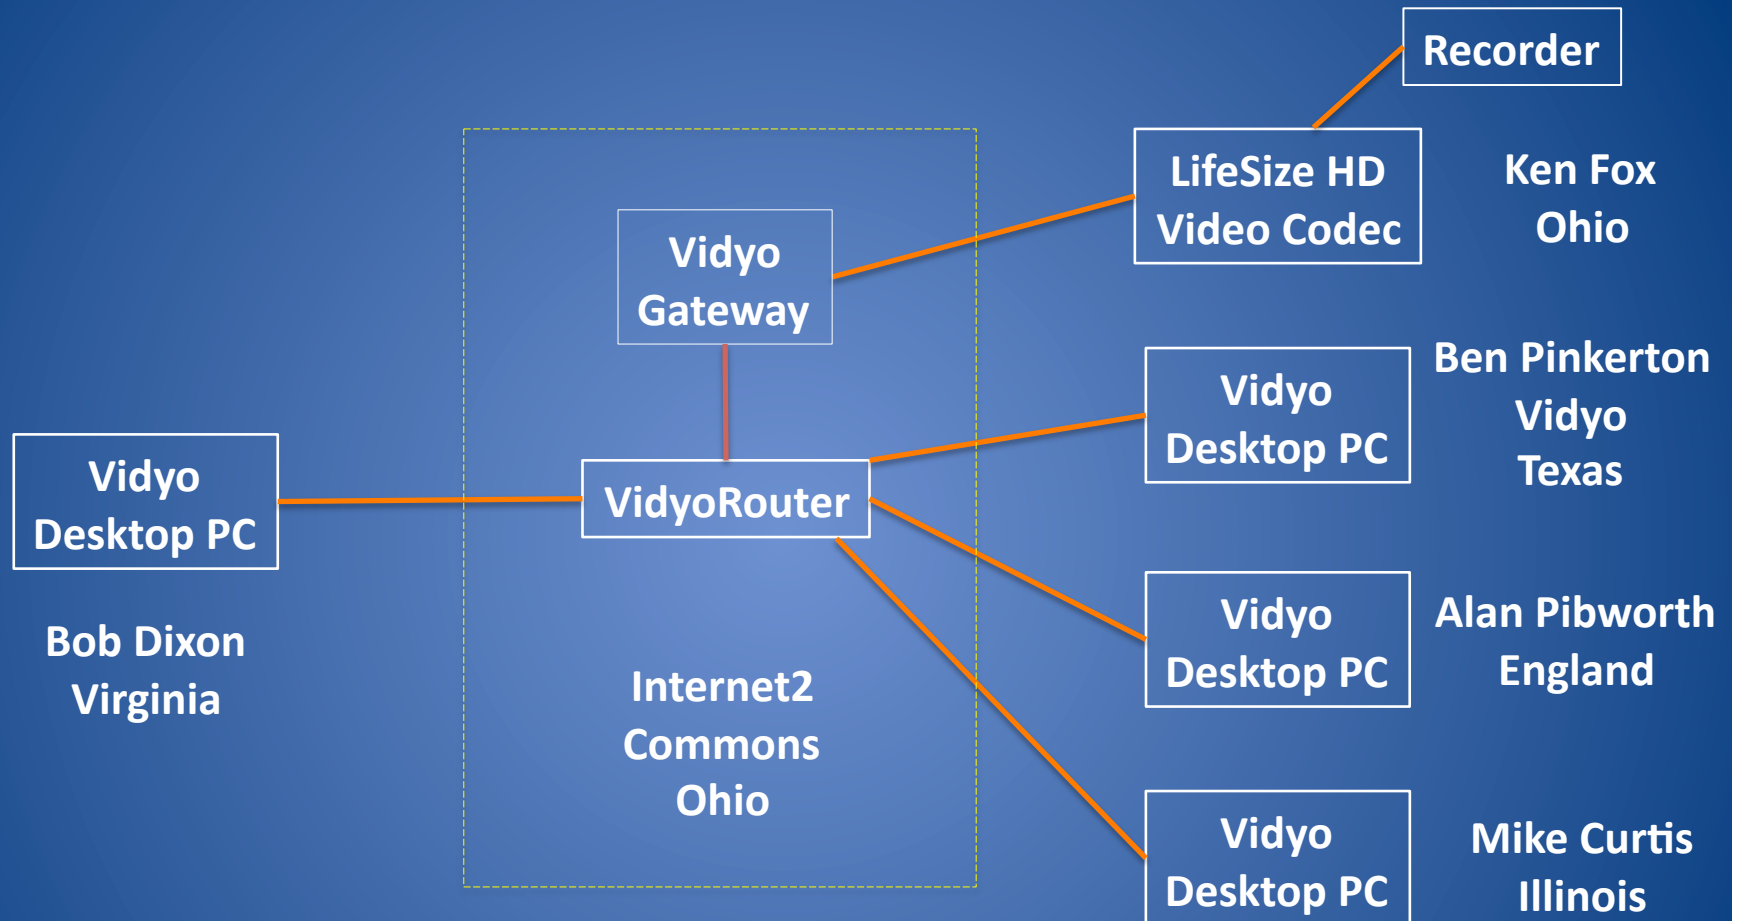 Recorder
LifeSize HD
Video Codec
Ken Fox
Ohio
Vidyo
Gateway
Vidyo
Desktop PC
Ben Pinkerton
Vidyo
Texas
Vidyo
Desktop PC
VidyoRouter
Bob Dixon
Virginia
Internet2
Commons
Ohio
Vidyo
Desktop PC
Alan Pibworth
England
Vidyo
Desktop PC
Mike Curtis
Illinois